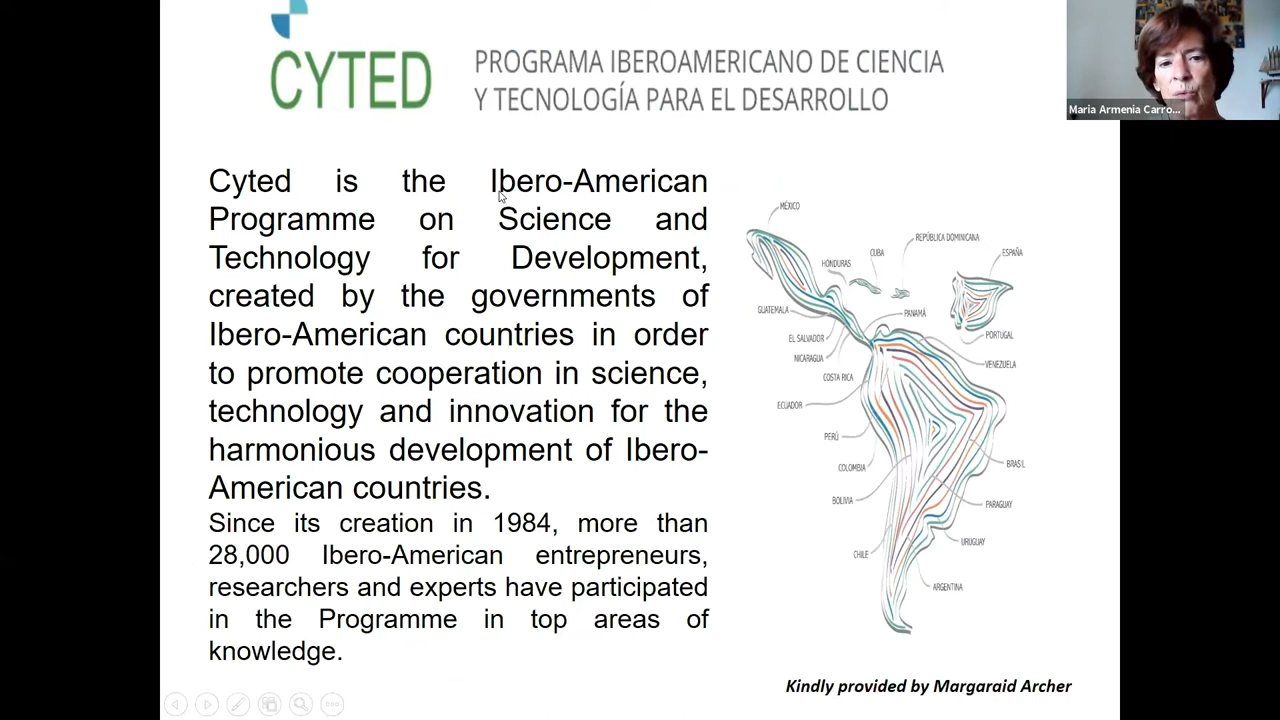 CYTED
PROGRAMA IBEROAMERICANO DE CIENCIA
Y TECNOLOGÍA PARA EL DESARROLLO
Maria Armenia Carro...
Cyted is the Ibero-American
Programme on Science and
Technology for Development,
created by the governments of
Ibero-American countries in order
to promote cooperation in science,
technology and innovation for the
harmonious development of Ibero-
American countries.
Since its creation in 1984, more than
28,000 Ibero-American entrepreneurs,
researchers and experts have participated
in the Programme in top areas of
knowledge.
MÉXICO
REPÚBLICA DOMINICANA
CUBA
ESPAÑA
HONDURAS
GUATEMALA
PANAMÁ
EL SALVADOR
PORTUGAL
NICARAGUA
VENEZUELA
COSTA RICA
ECUADOR
PERÚ
BRASIL
COLOMBIA
BOLIVIA
PARAGUAY
URUGUAY
CHILE
ARGENTINA
Kindly provided by Margaraid Archer